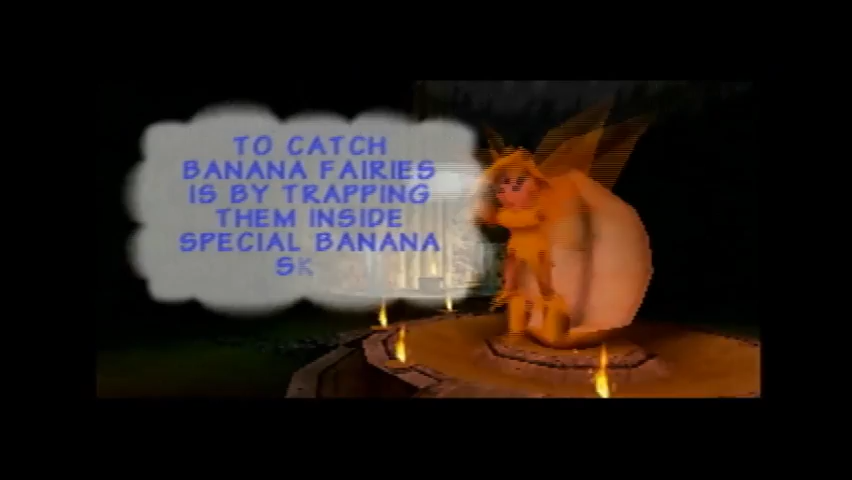 TO CATCH
BANANA FAIRIES
IS BY TRAPPING
THEM INSIDE
SPECIAL BANANA
SK